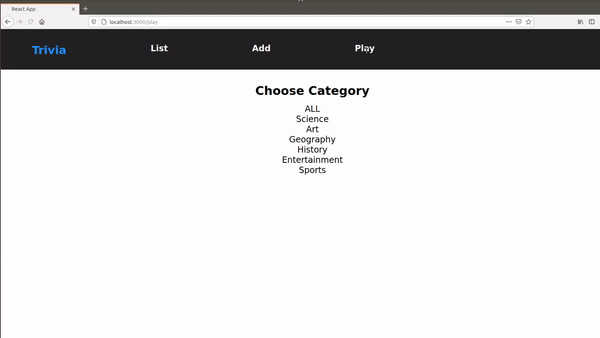 React App
localhost:3000/play
Trivia List Add Play
Choose Category
ALL
Science
Art
Geography
History
Entertainment
Sports